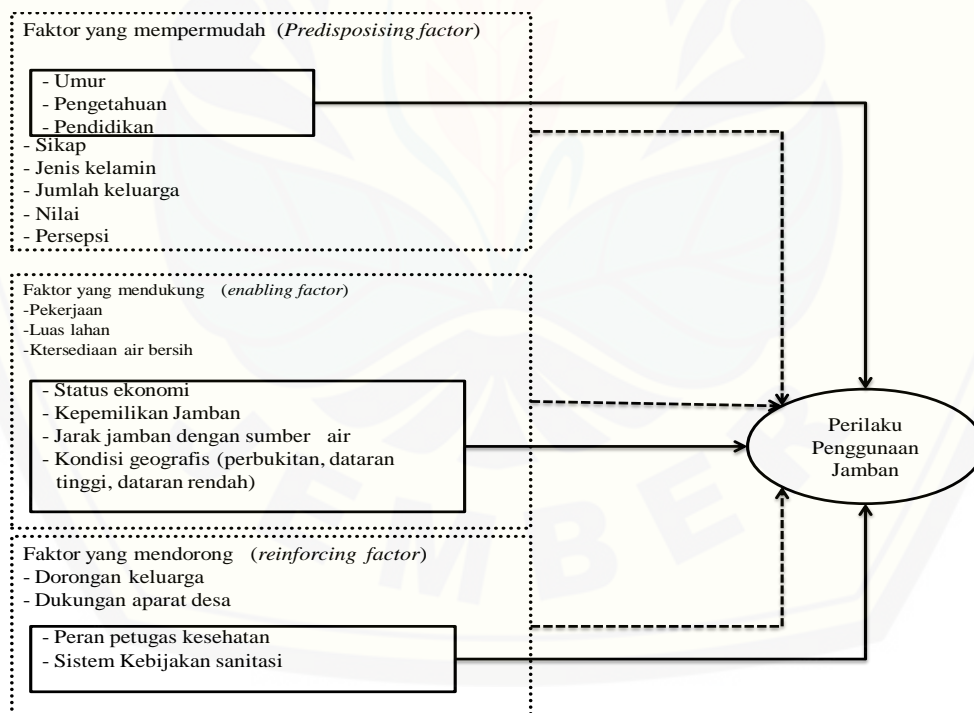 Faktor yang mempermudah (Predisposising factor)
- Umur
- Pengetahuan
- Pendidikan
- Sikap
- Jenis kelamin
- Jumlah keluarga
- Nilai
- Persepsi
Faktor yang mendukung (enabling factor)
-Pekerjaan
-Luas lahan
-Ktersediaan air bersih
- Status ekonomi
- Kepemilikan Jamban
- Jarak jamban dengan sumber air
- Kondisi geografis (perbukitan, dataran
tinggi, dataran rendah)
Perilaku
Penggunaan
Jamban
Faktor yang mendorong (reinforcing factor)
- Dorongan keluarga
- Dukungan aparat desa
- Peran petugas kesehatan
- Sistem Kebijakan sanitasi
JEMBER